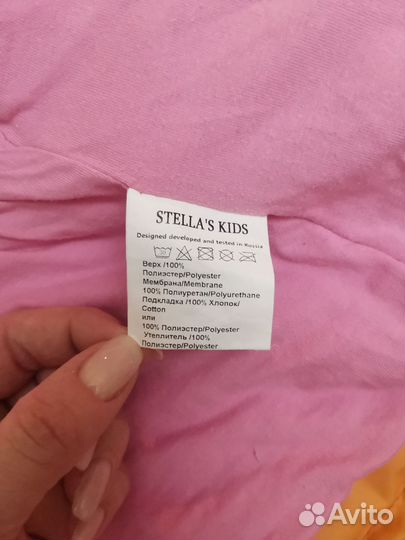 STELLA'S KIDS
Designed developed and tested in Russia
30
Верх /100%
Полиэстер/Polyester
Мембрана/Membrane
100% Полиуретан/Polyurethane
Подкладка /100% Хлопок/
Cotton
или
100% Полиэстер/Polyester
Утеплитель /100%
Полиэстер/Polyester
Avito